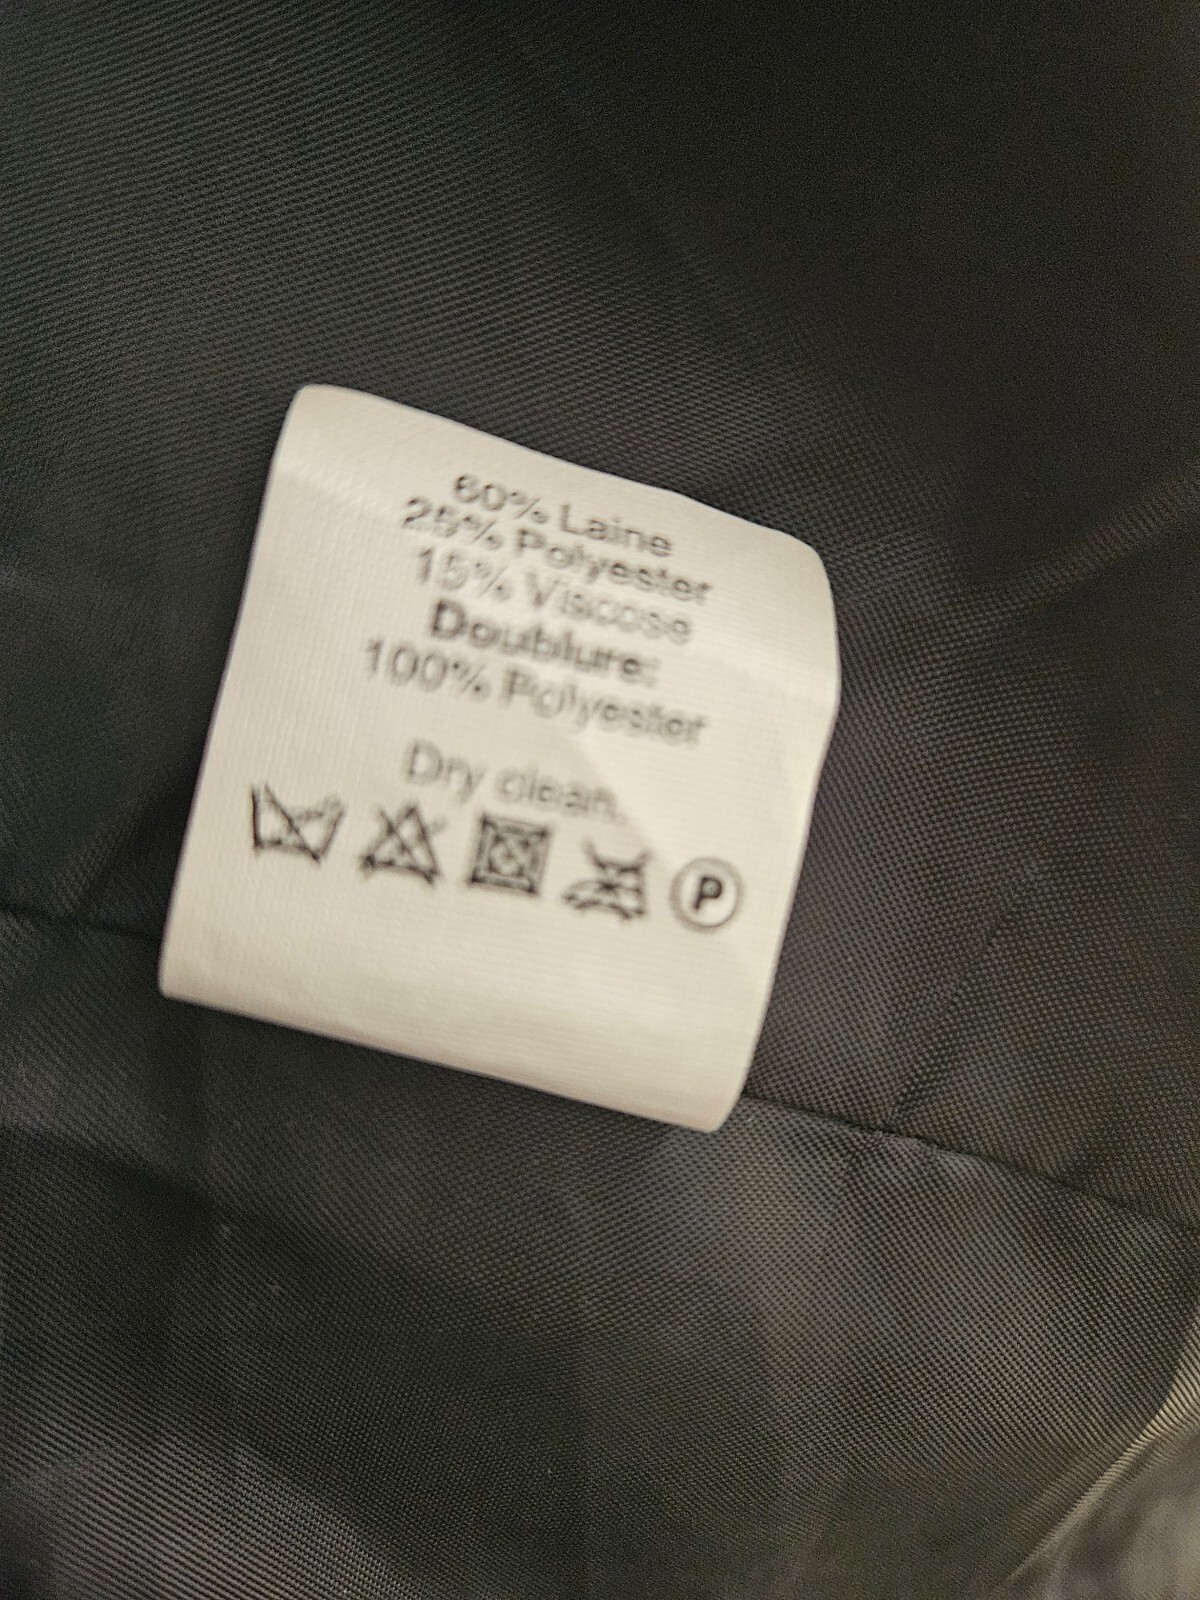 60% Laine
25% Polyester
15% Viscose
Doublure:
100% Polyester
Dry clean.
P